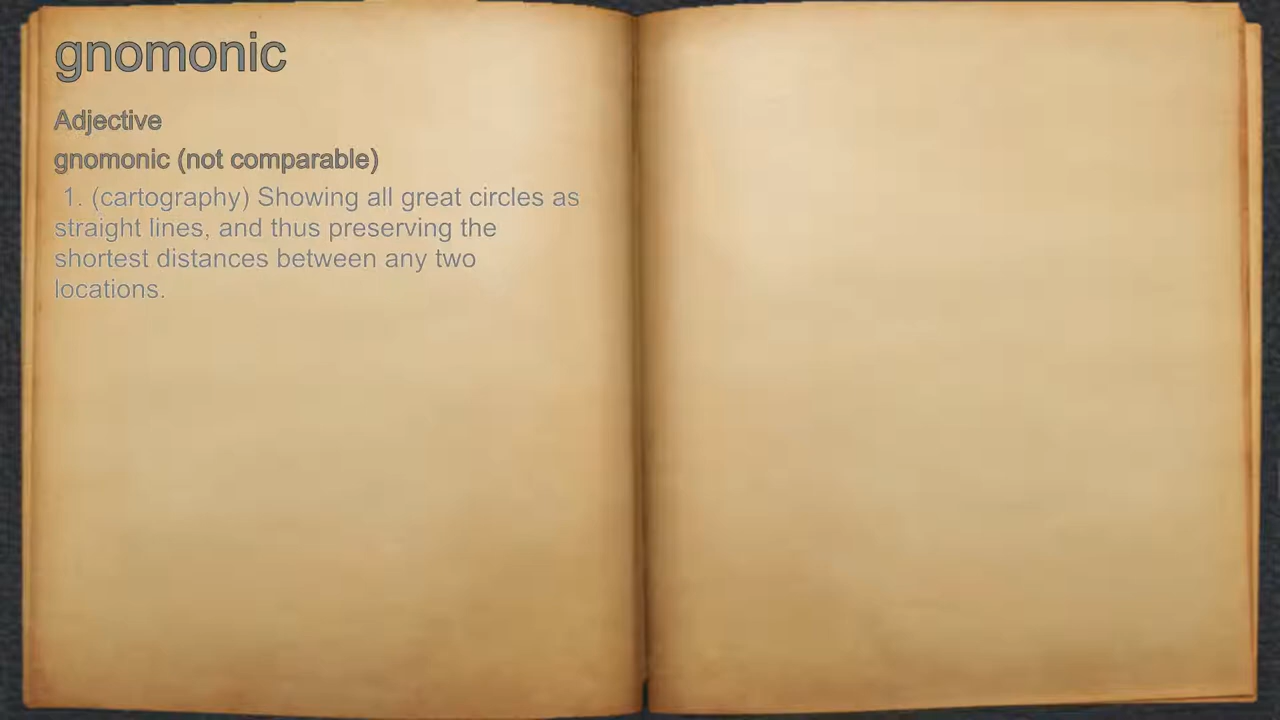 gnomonic
Adjective
gnomonic (not comparable)
1. (cartography) Showing all great circles as
straight lines, and thus preserving the
shortest distances between any two
locations.